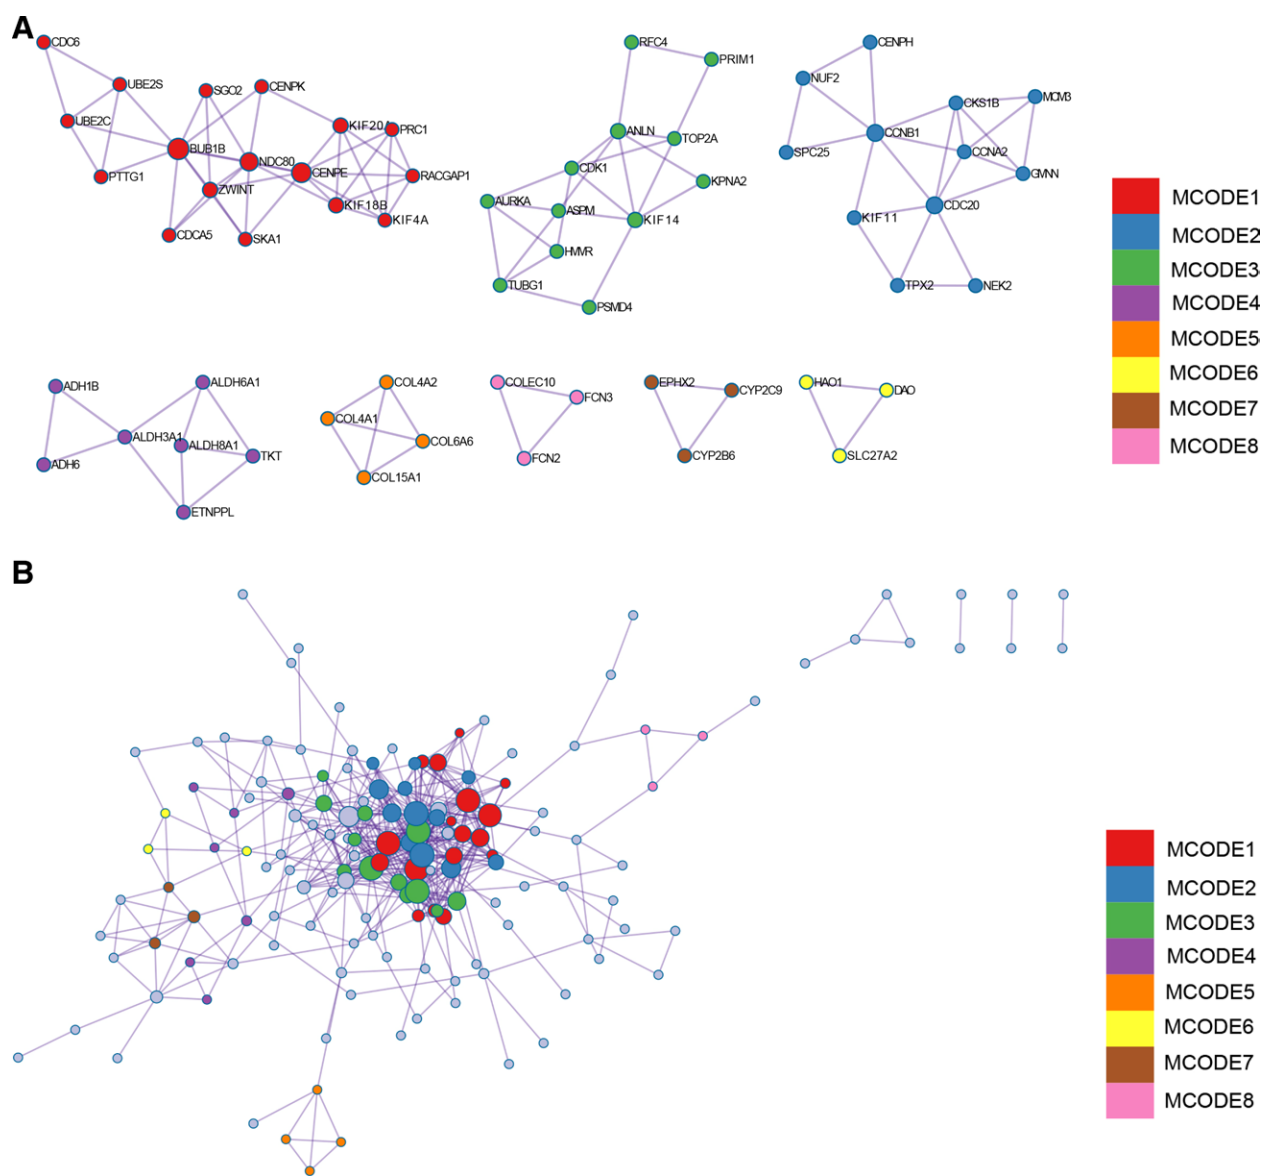 A
CDC6
UBE2S
UBE2C
PTTG1
SGO2
CENPK
BUB1B
NDC80
CENPE
ZWINT
CDCA5
SKA1
KIF20A
PRC1
RACGAP1
KIF18B
KIF4A
RFC4
PRIM1
ANLN
TOP2A
CDK1
KPNA2
AURKA
ASPM
KIF14
HMMR
TUBG1
PSMD4
CENPH
NUF2
CKS1B
MCM3
CCNB1
SPC25
CCNA2
GMNN
KIF11
CDC20
TPX2
NEK2
MCODE1
MCODE2
MCODE3
MCODE4
MCODE5
MCODE6
MCODE7
MCODE8
ADH1B
ALDH6A1
ALDH3A1
ALDH8A1
ADH6
TKT
ETNPPL
COL4A2
COL4A1
COL6A6
COL15A1
COLEC10
FCN3
FCN2
EPHX2
CYP2C9
CYP2B6
HAO1
DAO
SLC27A2
B
MCODE1
MCODE2
MCODE3
MCODE4
MCODE5
MCODE6
MCODE7
MCODE8